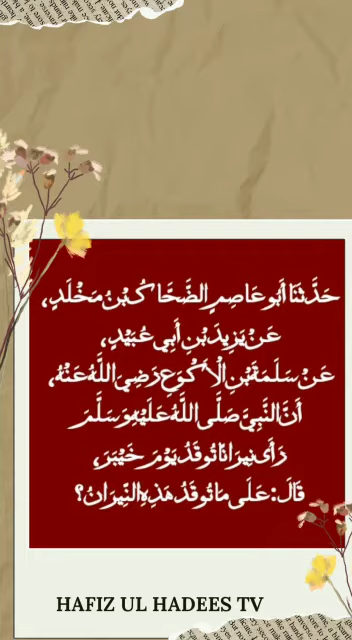 حَدَّثَنَا أَبُو عَاصِمٍ الضَّحَّاكُ بْنُ مَخْلَدٍ،
عَنْ يَزِيدَ بْنِ أَبِي عُبَيْدٍ،
عَنْ سَلَمَةَ بْنِ الْأَكْوَعِ رَضِيَ اللَّهُ عَنْهُ،
أَنَّ النَّبِيَّ صَلَّى اللَّهُ عَلَيْهِ وَسَلَّمَ
رَأَى نِيرَانًا تُوقَدُ يَوْمَ خَيْبَرَ،
قَالَ: عَلَى مَا تُوقَدُ هَذِهِ النِّيرَانُ؟
HAFIZ UL HADEES TV